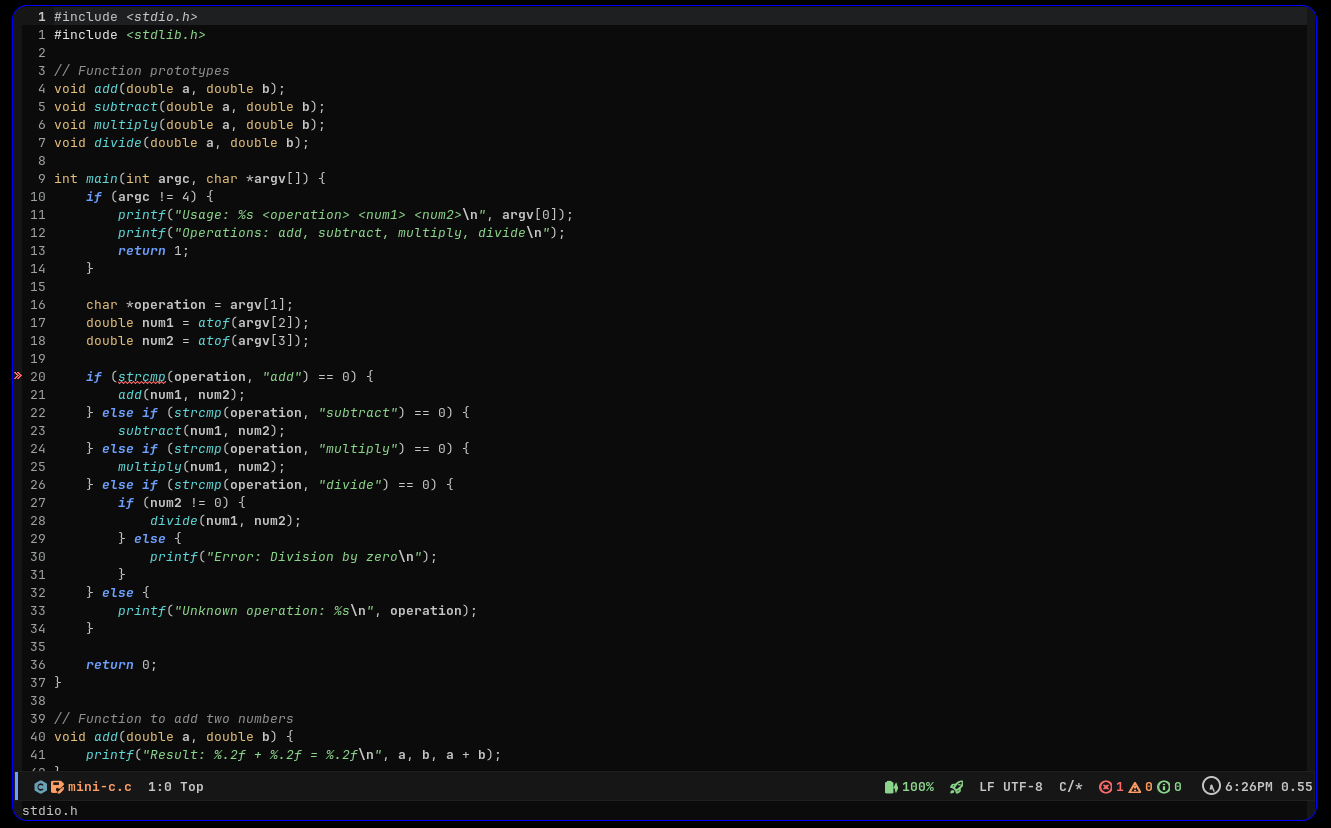 1 #include <stdio.h>
1 #include <stdlib.h>
2
3 // Function prototypes
4 void add(double a, double b);
5 void subtract(double a, double b);
6 void multiply(double a, double b);
7 void divide(double a, double b);
8
9 int main(int argc, char *argv[]) {
10     if (argc != 4) {
11         printf("Usage: %s <operation> <num1> <num2>\n", argv[0]);
12         printf("Operations: add, subtract, multiply, divide\n");
13         return 1;
14     }
15
16     char *operation = argv[1];
17     double num1 = atof(argv[2]);
18     double num2 = atof(argv[3]);
19
» 20     if (strcmp(operation, "add") == 0) {
21         add(num1, num2);
22     } else if (strcmp(operation, "subtract") == 0) {
23         subtract(num1, num2);
24     } else if (strcmp(operation, "multiply") == 0) {
25         multiply(num1, num2);
26     } else if (strcmp(operation, "divide") == 0) {
27         if (num2 != 0) {
28             divide(num1, num2);
29         } else {
30             printf("Error: Division by zero\n");
31         }
32     } else {
33         printf("Unknown operation: %s\n", operation);
34     }
35
36     return 0;
37 }
38
39 // Function to add two numbers
40 void add(double a, double b) {
41     printf("Result: %.2f + %.2f = %.2f\n", a, b, a + b);
42 }
mini-c.c 1:0 Top 100% LF UTF-8 C/* 1 0 0 6:26PM 0.55
stdio.h